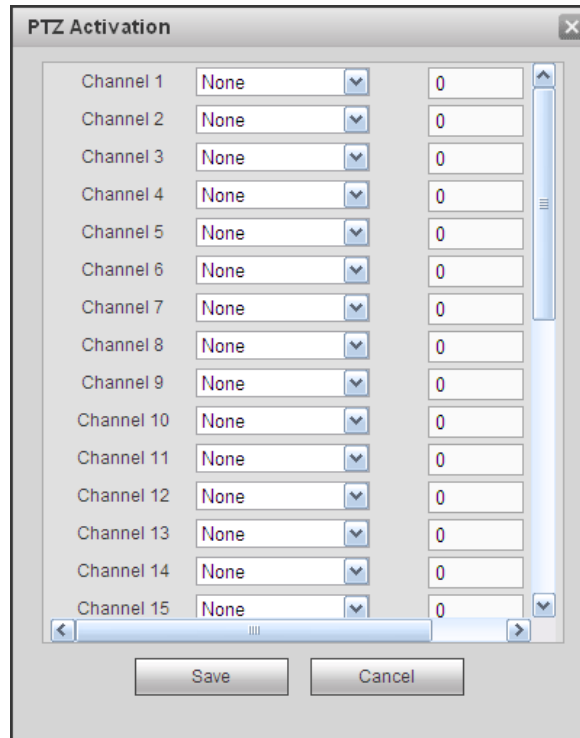 PTZ Activation
Channel 1 None 0
Channel 2 None 0
Channel 3 None 0
Channel 4 None 0
Channel 5 None 0
Channel 6 None 0
Channel 7 None 0
Channel 8 None 0
Channel 9 None 0
Channel 10 None 0
Channel 11 None 0
Channel 12 None 0
Channel 13 None 0
Channel 14 None 0
Channel 15 None 0
Save Cancel